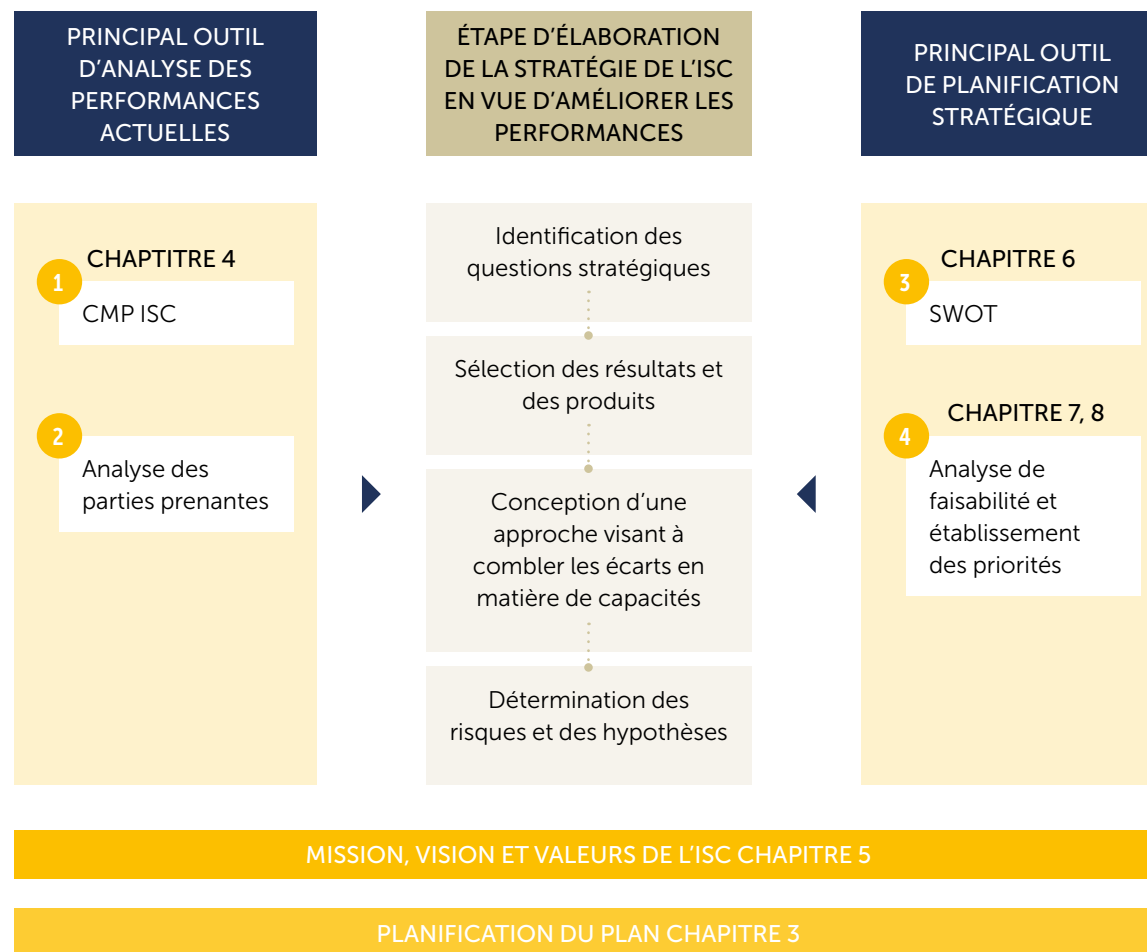 PRINCIPAL OUTIL
D'ANALYSE DES
PERFORMANCES
ACTUELLES
ÉTAPE D'ÉLABORATION
DE LA STRATÉGIE DE L'ISC
EN VUE D'AMÉLIORER LES
PERFORMANCES
PRINCIPAL OUTIL
DE PLANIFICATION
STRATÉGIQUE
CHAPTITRE 4
1
CMP ISC
2
Analyse des
parties prenantes
Identification des
questions stratégiques
Sélection des résultats et
des produits
Conception d'une
approche visant à
combler les écarts en
matière de capacités
Détermination des
risques et des hypothèses
CHAPITRE 6
3
SWOT
CHAPITRE 7, 8
4
Analyse de
faisabilité et
établissement
des priorités
MISSION, VISION ET VALEURS DE L'ISC CHAPITRE 5
PLANIFICATION DU PLAN CHAPITRE 3